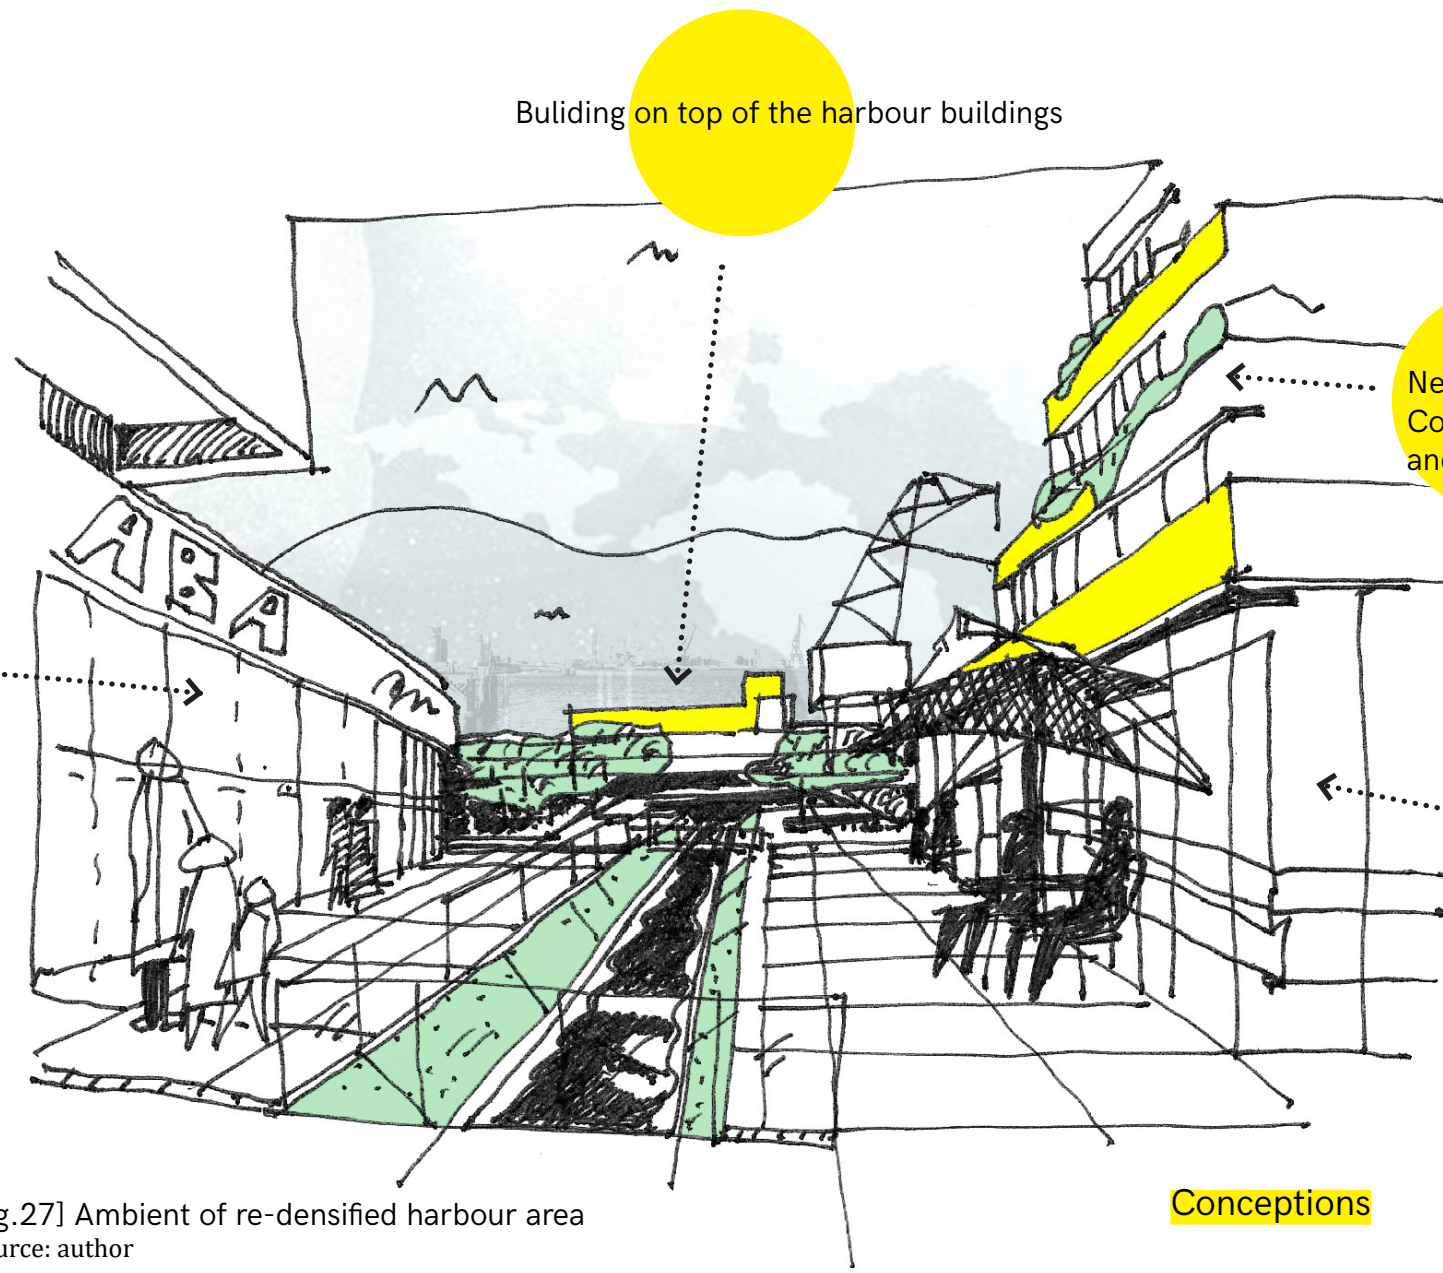 Buliding on top of the harbour buildings
Ne
Co
and
ABA
g.27] Ambient of re-densified harbour area
urce: author
Conceptions